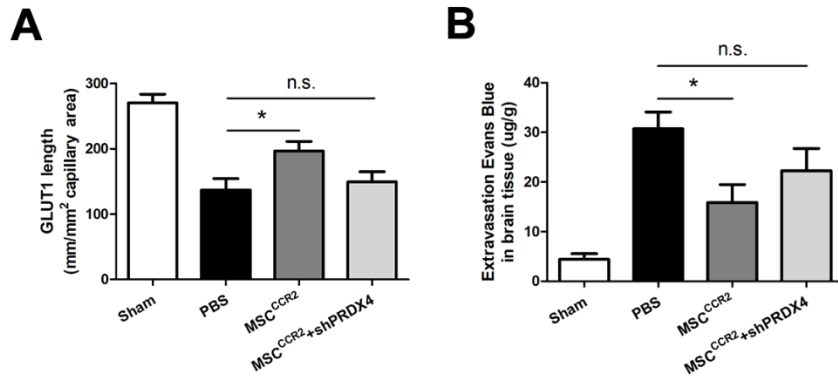 A
n.s.
*
GLUT1 length
(mm/mm² capillary area)
300
200
100
0
Sham
PBS
MSC^CCR2
MSC^CCR2+shPRDX4
B
n.s.
*
Extravasation Evans Blue
in brain tissue (ug/g)
40
30
20
10
0
Sham
PBS
MSC^CCR2
MSC^CCR2+shPRDX4